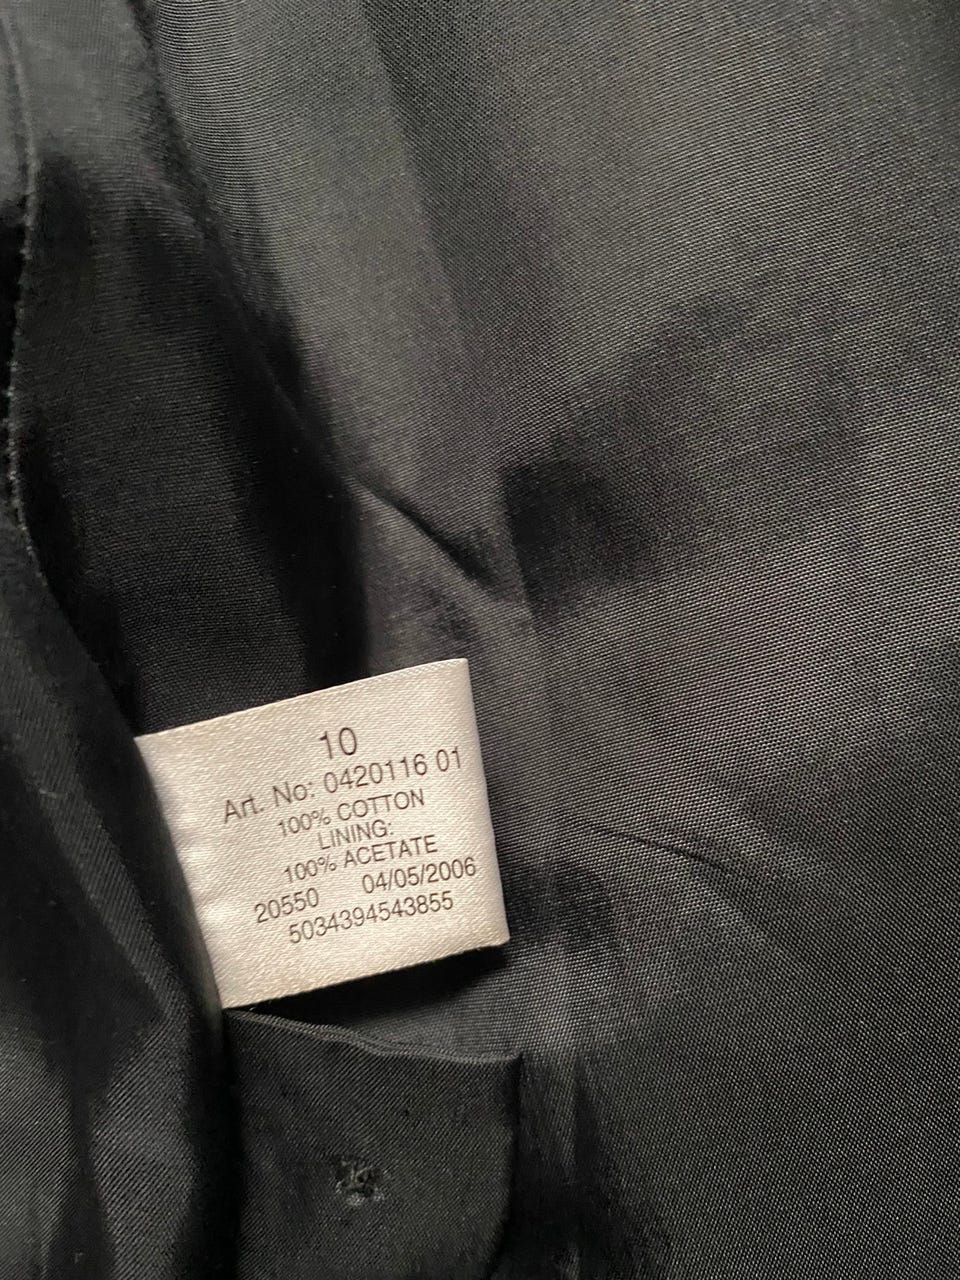 10
Art. No: 0420116 01
100% COTTON
LINING:
100% ACETATE
20550 04/05/2006
5034394543855